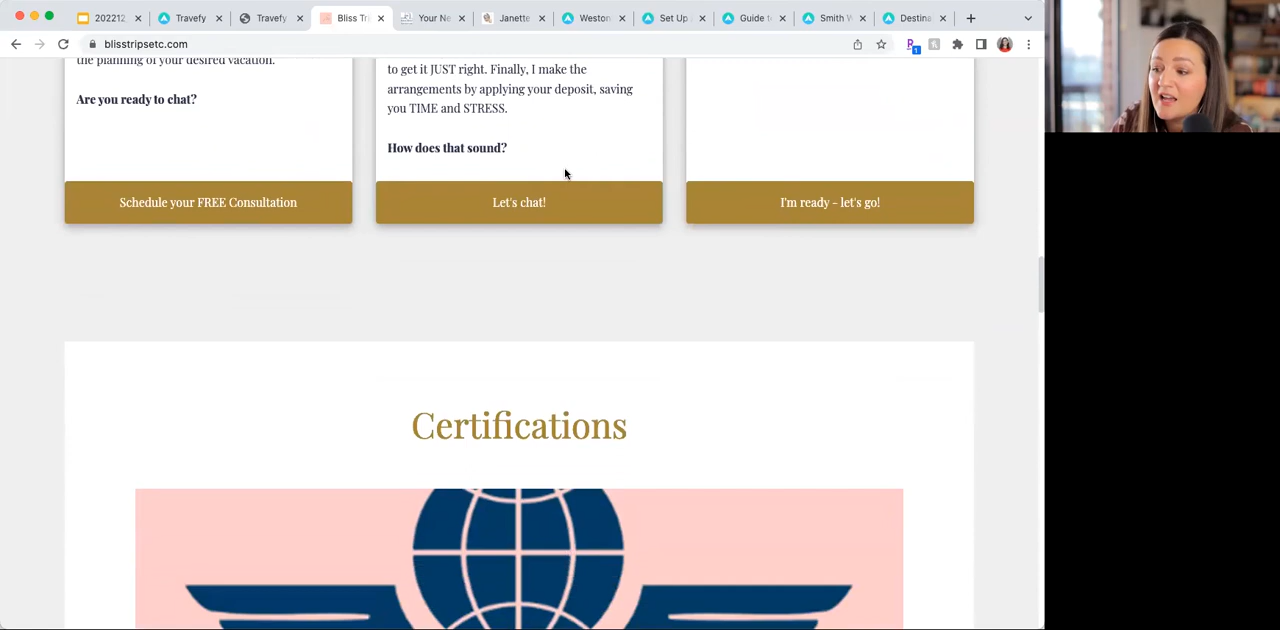 202212
Travefy
Travefy
Bliss Tri
Your Ne
Janette
Weston
Set Up
Guide t
Smith W
Destina
blisstripsetc.com
1
the planning of your desired vacation.
Are you ready to chat?
to get it JUST right. Finally, I make the
arrangements by applying your deposit, saving
you TIME and STRESS.
How does that sound?
Schedule your FREE Consultation
Let's chat!
I'm ready - let's go!
Certifications